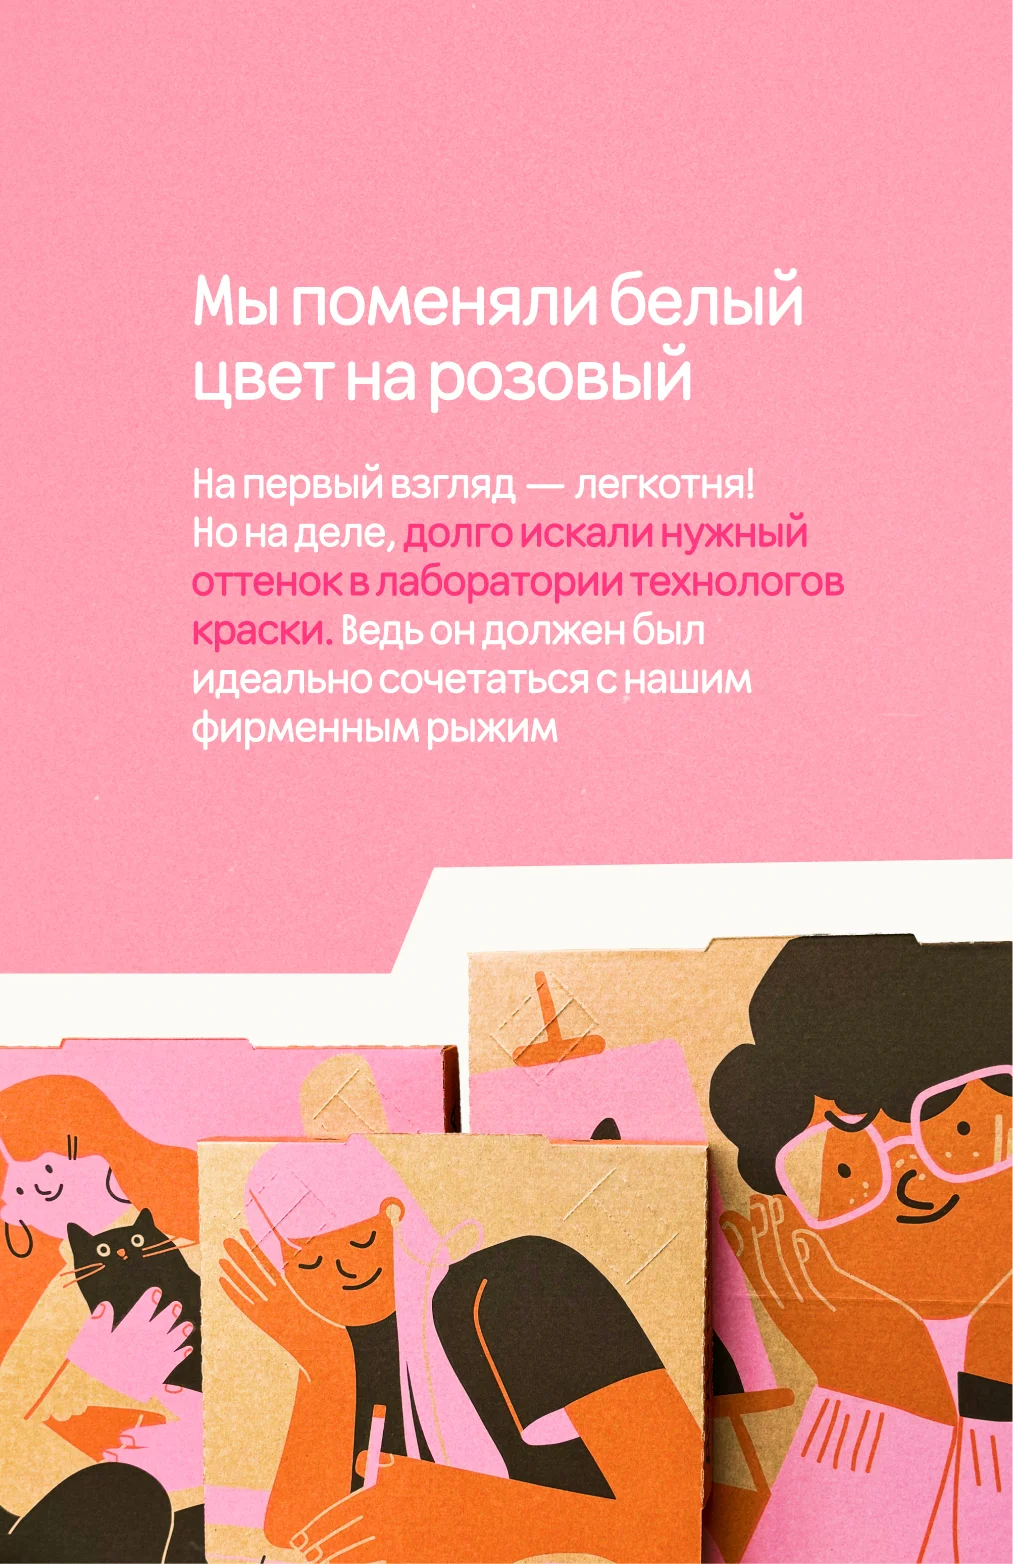 Мы поменяли белый
цвет на розовый
На первый взгляд — легкотня!
Но на деле, долго искали нужный
оттенок в лаборатории технологов
краски. Ведь он должен был
идеально сочетаться с нашим
фирменным рыжим